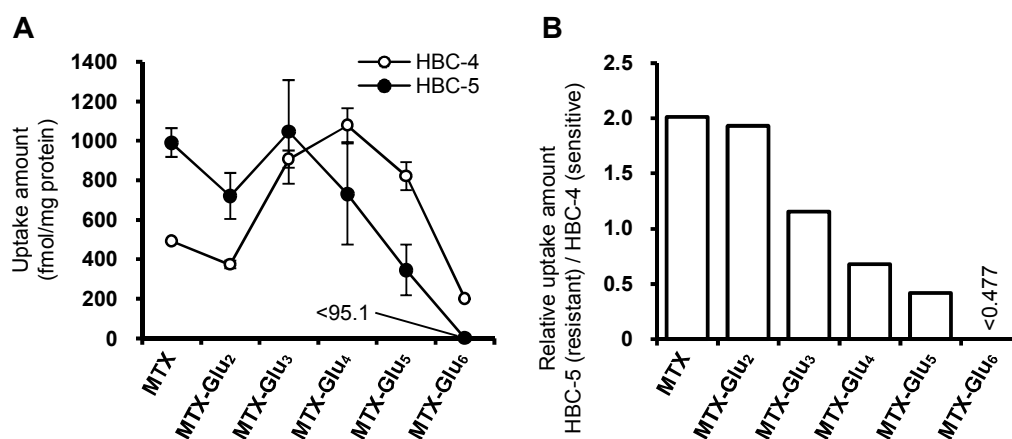 A
1400
1200
1000
800
600
400
200
0
Uptake amount
(fmol/mg protein)
HBC-4
HBC-5
<95.1
MTX
MTX-Glu2
MTX-Glu3
MTX-Glu4
MTX-Glu5
MTX-Glu6
B
2.5
2.0
1.5
1.0
0.5
0
Relative uptake amount
HBC-5 (resistant) / HBC-4 (sensitive)
<0.477
MTX
MTX-Glu2
MTX-Glu3
MTX-Glu4
MTX-Glu5
MTX-Glu6